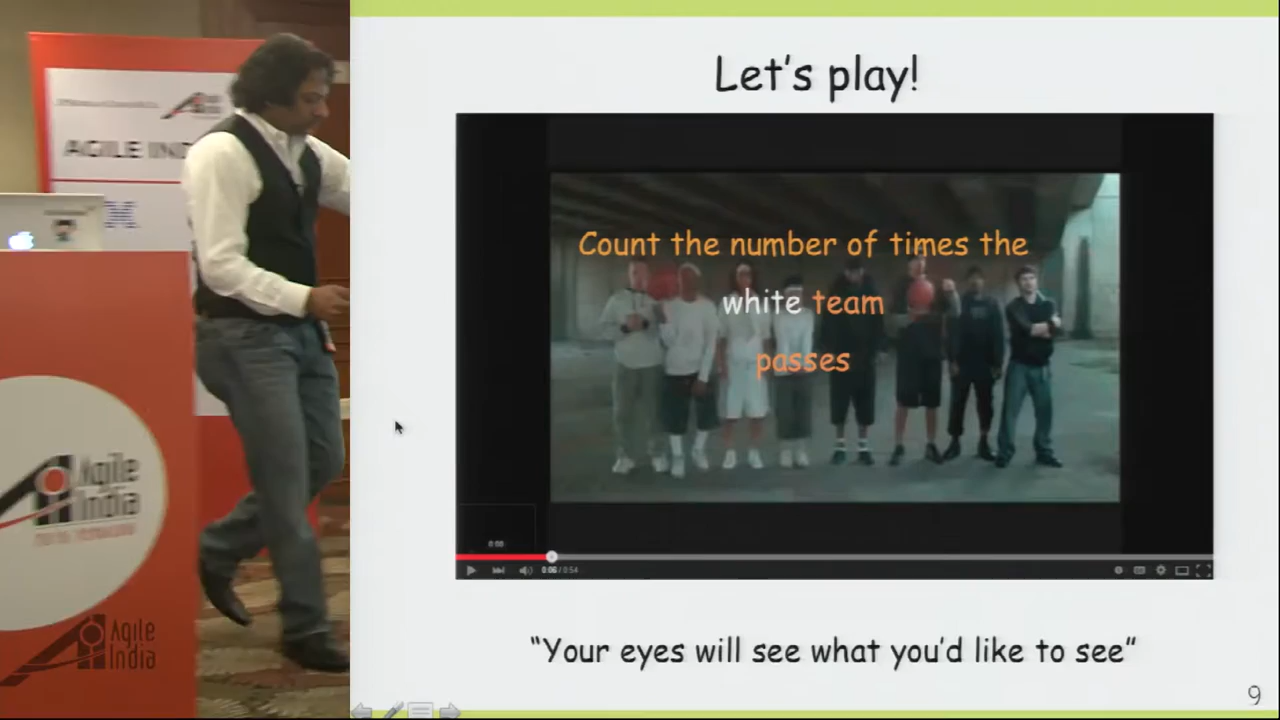 AGILE IND
Agile
India
Agile
India
Let's play!
Count the number of times the
white team
passes
0:06 / 0:54
"Your eyes will see what you'd like to see"
9